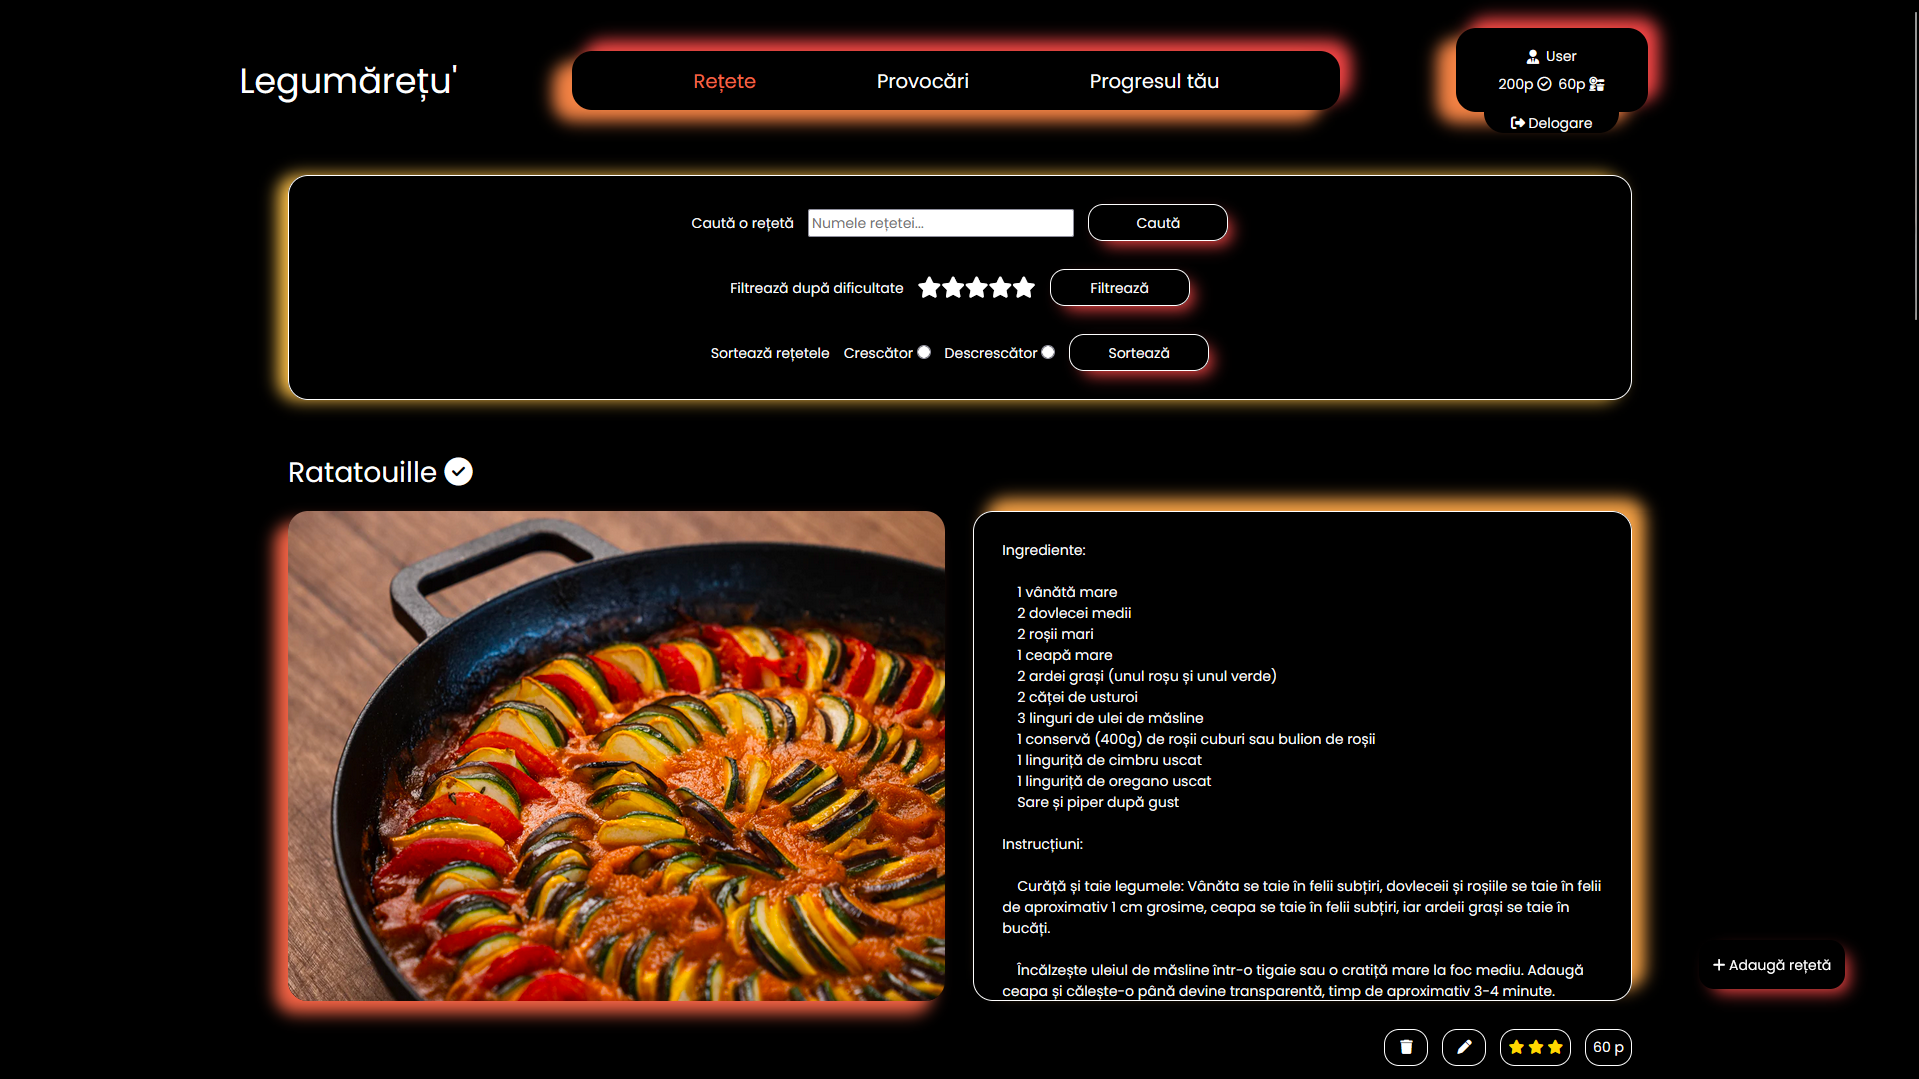 Legumărețu'
Rețete
Provocări
Progresul tău
User
200p 60p
Delogare
Caută o rețetă
Numele rețetei...
Caută
Filtrează după dificultate
Filtrează
Sortează rețetele
Crescător
Descrescător
Sortează
Ratatouille
Ingrediente:
1 vânătă mare
2 dovlecei medii
2 roșii mari
1 ceapă mare
2 ardei grași (unul roșu și unul verde)
2 căței de usturoi
3 linguri de ulei de măsline
1 conservă (400g) de roșii cuburi sau bulion de roșii
1 linguriță de cimbru uscat
1 linguriță de oregano uscat
Sare și piper după gust
Instrucțiuni:
Curăță și taie legumele: Vânăta se taie în felii subțiri, dovleceii și roșiile se taie în felii
de aproximativ 1 cm grosime, ceapa se taie în felii subțiri, iar ardeii grași se taie în
bucăți.
Încălzește uleiul de măsline într-o tigaie sau o cratiță mare la foc mediu. Adaugă
ceapa și călește-o până devine transparentă, timp de aproximativ 3-4 minute.
Adaugă rețetă
60 p